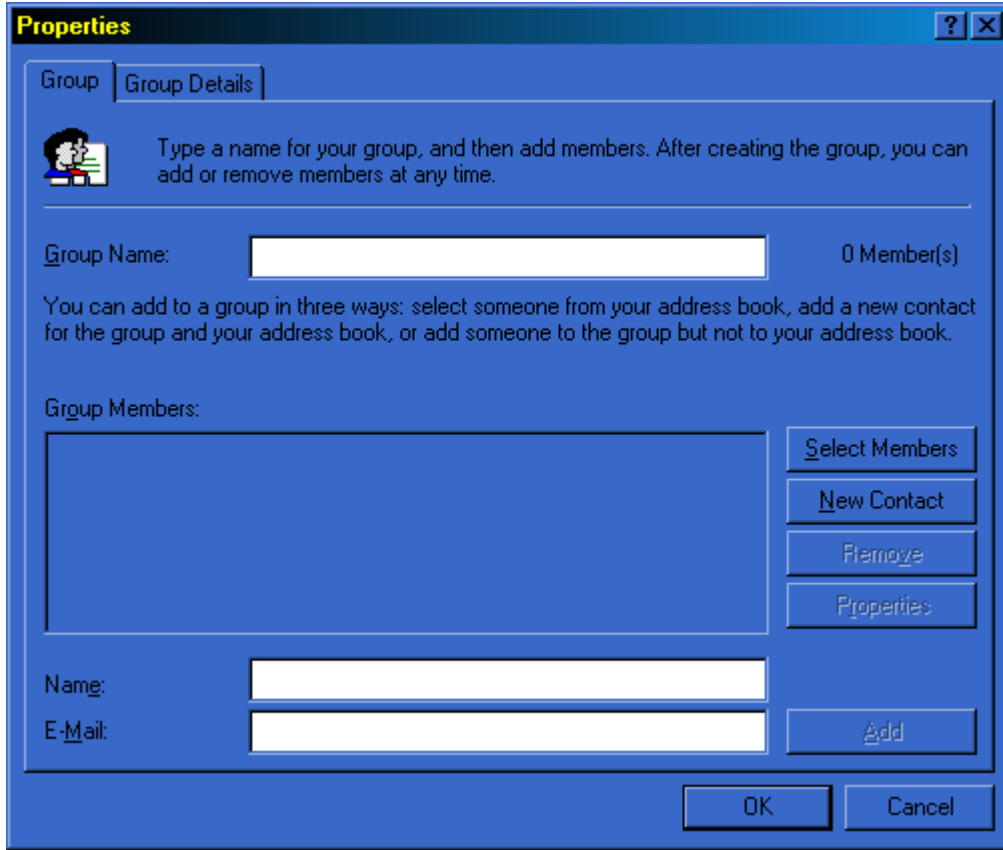 Properties
Group
Group Details
Type a name for your group, and then add members. After creating the group, you can
add or remove members at any time.
Group Name:
0 Member(s)
You can add to a group in three ways: select someone from your address book, add a new contact
for the group and your address book, or add someone to the group but not to your address book.
Group Members:
Select Members
New Contact
Remove
Properties
Name:
E-Mail:
Add
OK
Cancel